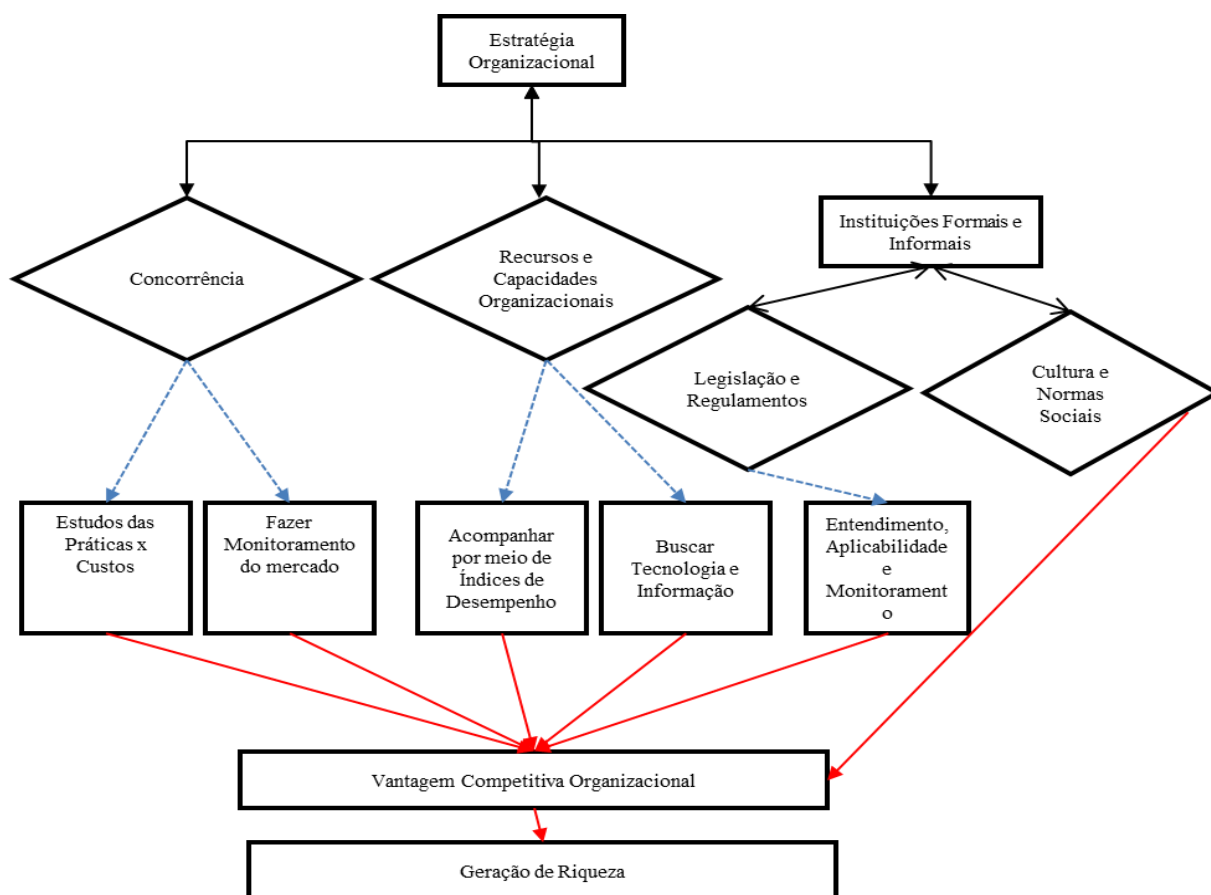 Estratégia
Organizacional
Concorrência
Recursos e
Capacidades
Organizacionais
Instituições Formais e
Informais
Legislação e
Regulamentos
Cultura e
Normas
Sociais
Estudos das
Práticas x
Custos
Fazer
Monitoramento
do mercado
Acompanhar
por meio de
Índices de
Desempenho
Buscar
Tecnologia e
Informação
Entendimento,
Aplicabilidade
e
Monitorament
o
Vantagem Competitiva Organizacional
Geração de Riqueza